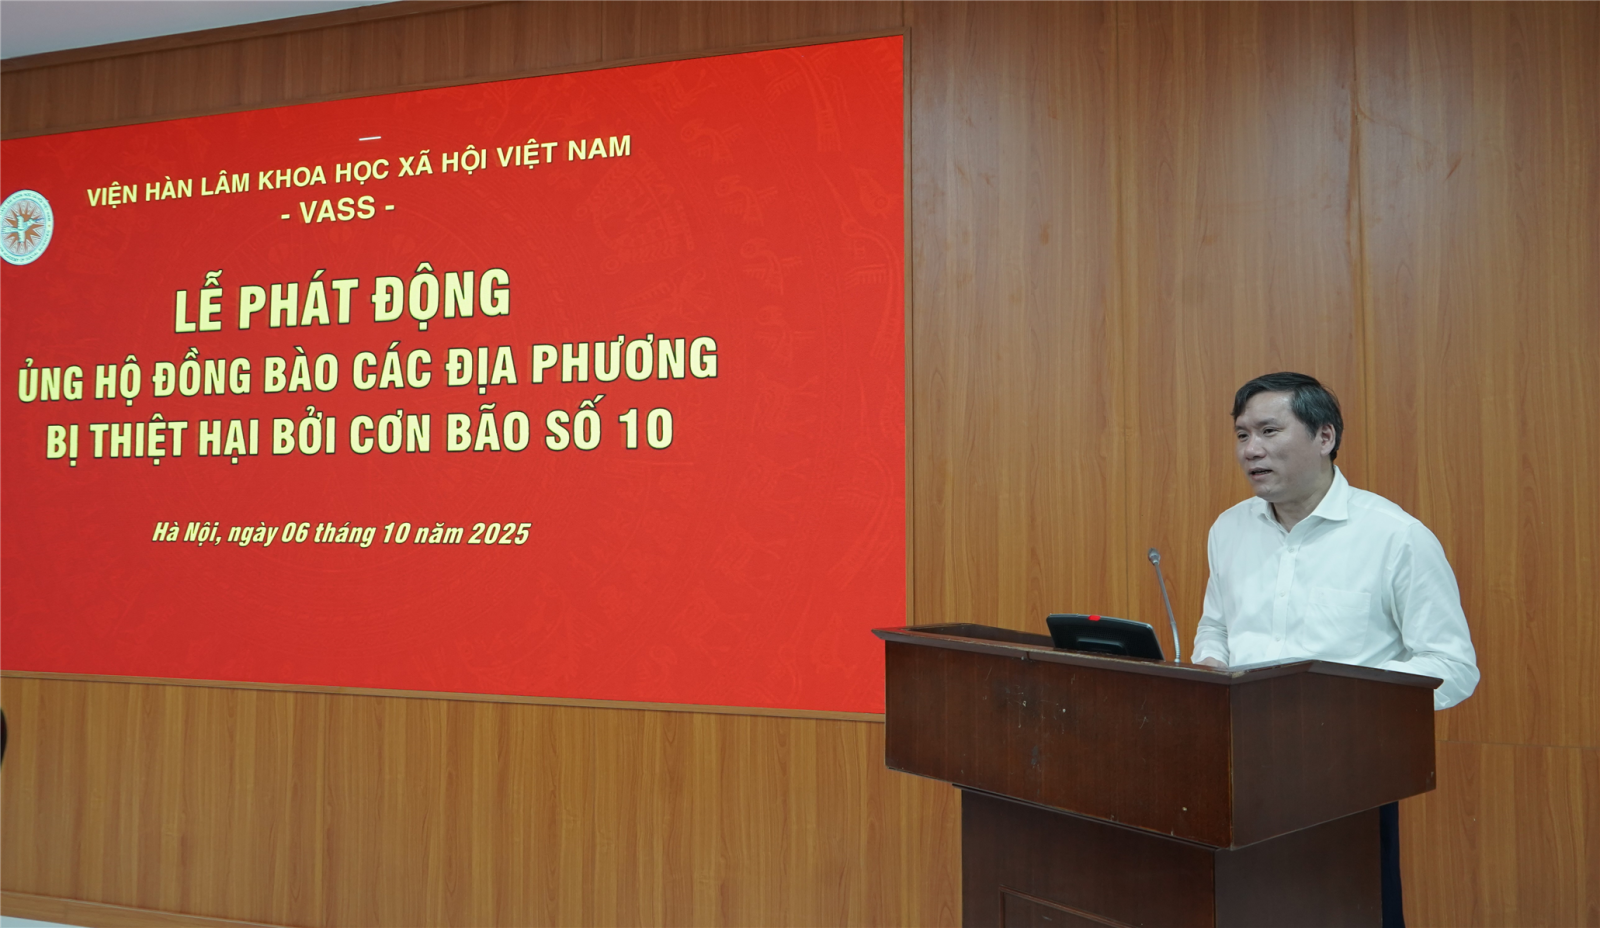 VIỆN HÀN LÂM KHOA HỌC XÃ HỘI VIỆT NAM
- VASS -
LỄ PHÁT ĐỘNG
ỦNG HỘ ĐỒNG BÀO CÁC ĐỊA PHƯƠNG
BỊ THIỆT HẠI BỞI CƠN BÃO SỐ 10
Hà Nội, ngày 06 tháng 10 năm 2025